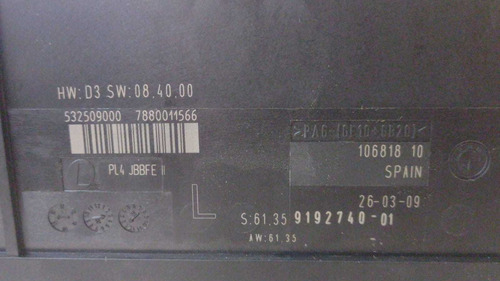 HW:D3 SW:08.40.00
532509000 7880011566
PL4 JBBFE II
L
>PA6-(GF10+GB20)<
106818 10
SPAIN
26-03-09
S:61.35 9192740-01
AW:61.35